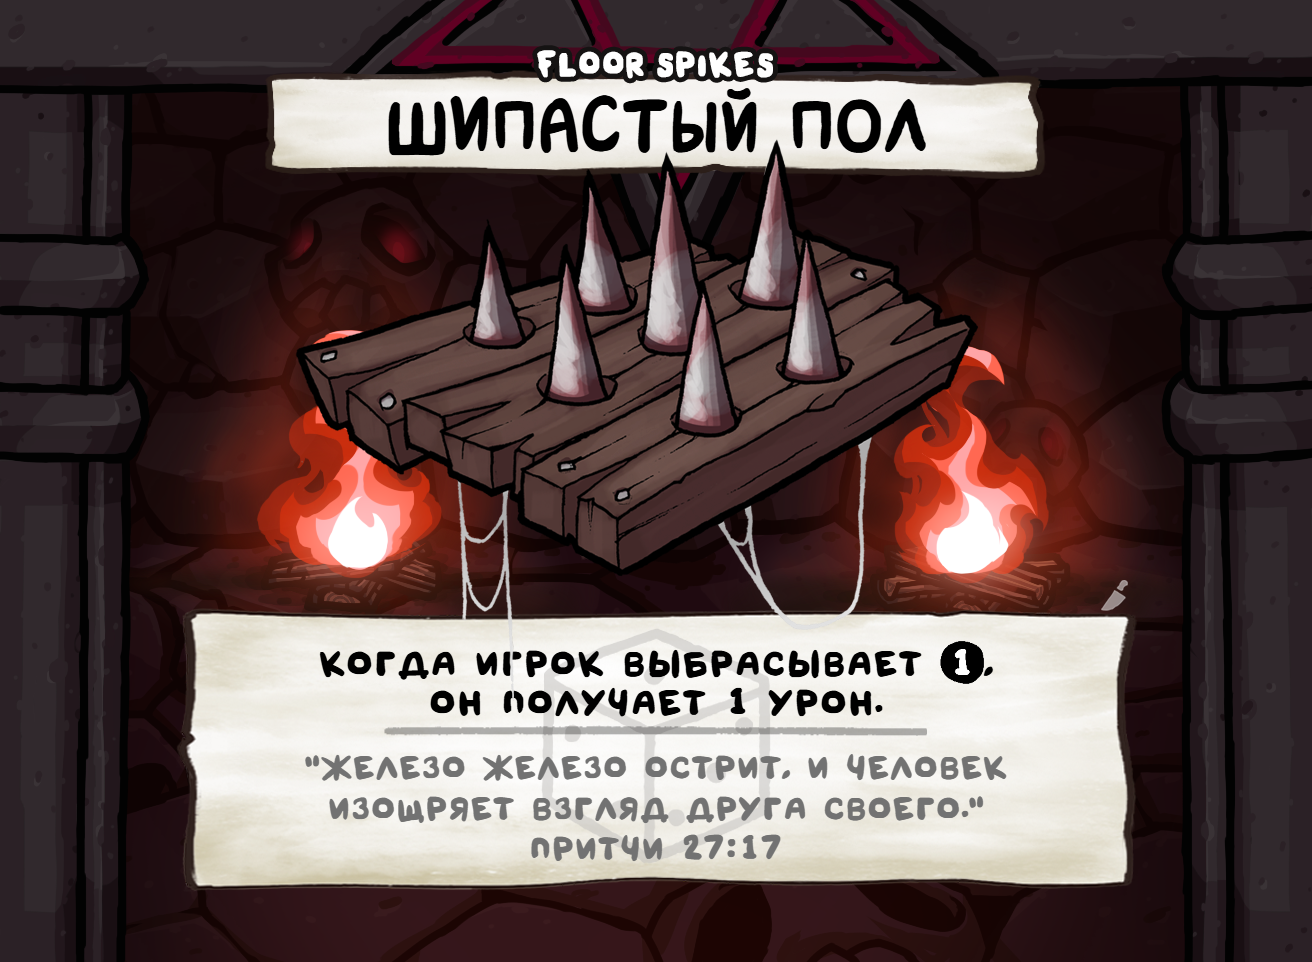 FLOOR SPIKES
ШИПАСТЫЙ ПОЛ
КОГДА ИГРОК ВЫБРАСЫВАЕТ 1,
ОН ПОЛУЧАЕТ 1 УРОН.
"ЖЕЛЕЗО ЖЕЛЕЗО ОСТРИТ, И ЧЕЛОВЕК
ИЗОЩРЯЕТ ВЗГЛЯД ДРУГА СВОЕГО."
ПРИТЧИ 27:17